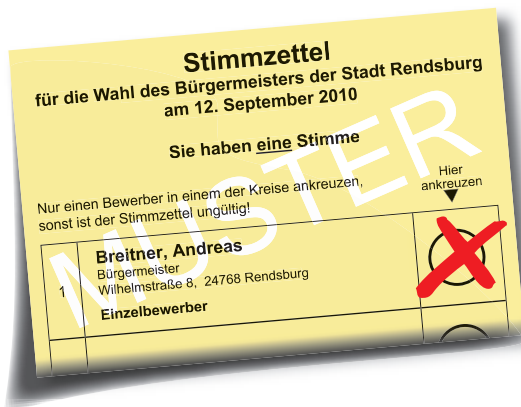 Stimmzettel
für die Wahl des Bürgermeisters der Stadt Rendsburg
am 12. September 2010
Sie haben eine Stimme
Nur einen Bewerber in einem der Kreise ankreuzen,
sonst ist der Stimmzettel ungültig!
Hier
ankreuzen
MUSTER
1
Breitner, Andreas
Bürgermeister
Wilhelmstraße 8, 24768 Rendsburg
Einzelbewerber